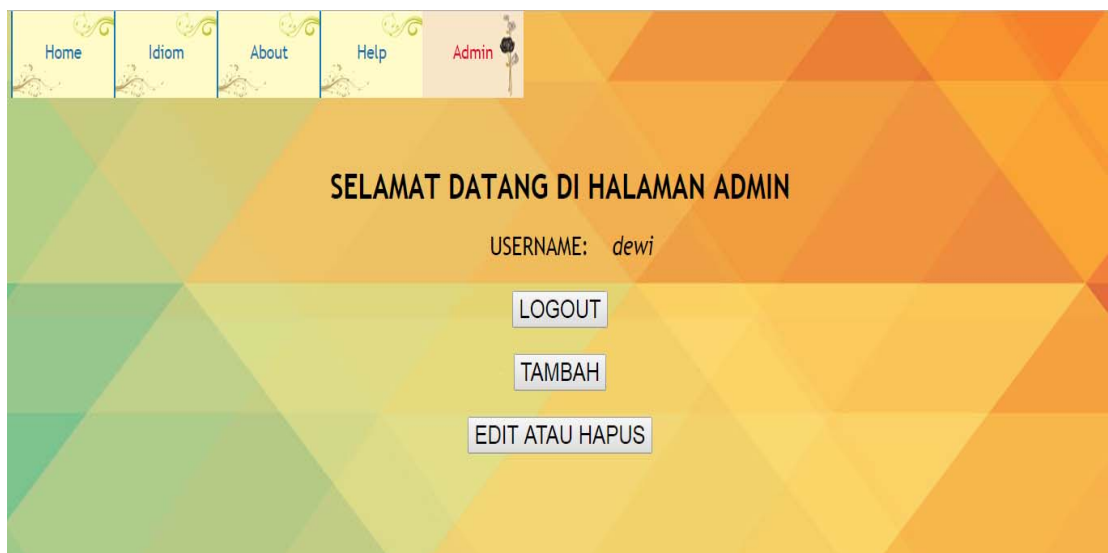 Home Idiom About Help Admin
SELAMAT DATANG DI HALAMAN ADMIN
USERNAME: dewi
LOGOUT
TAMBAH
EDIT ATAU HAPUS